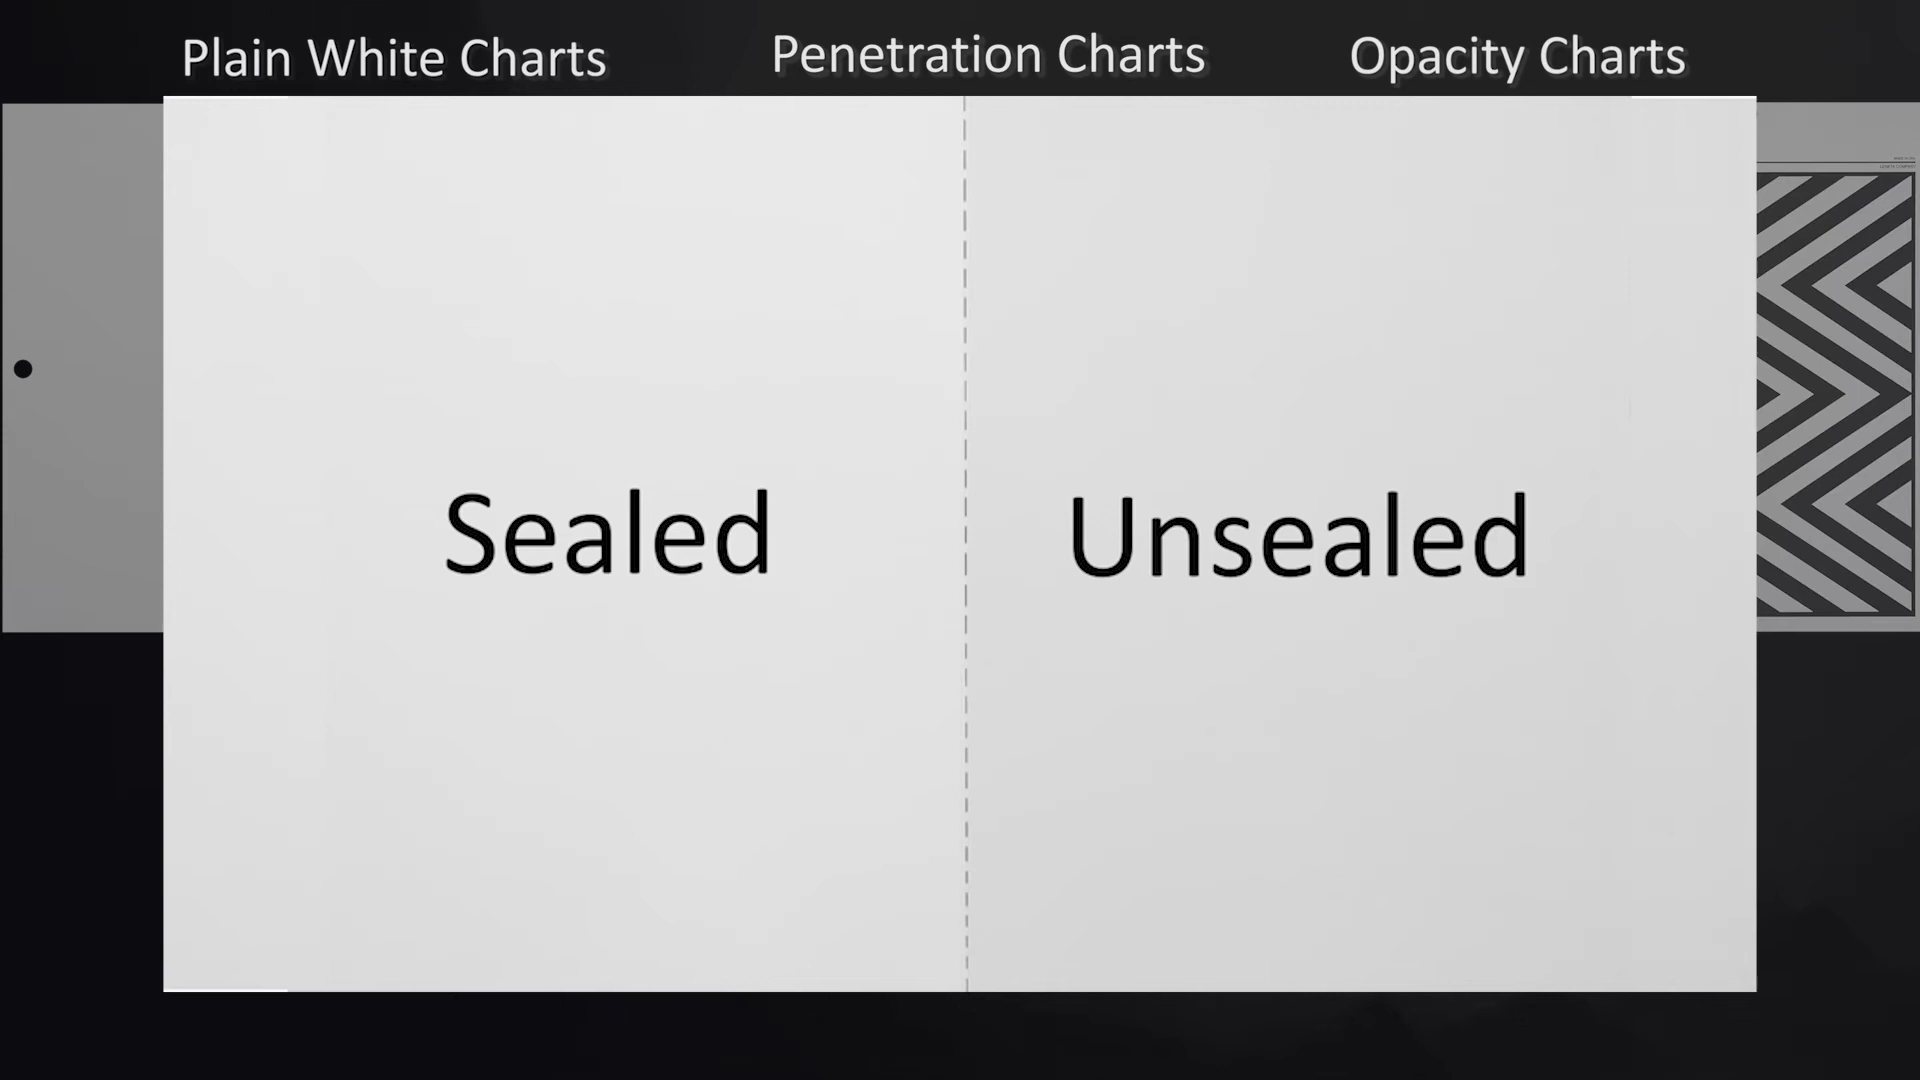 Plain White Charts
Penetration Charts
Opacity Charts
Sealed
Unsealed